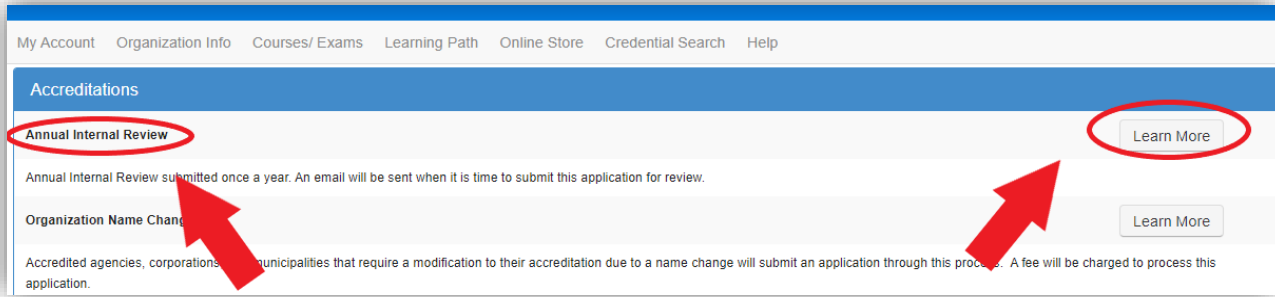 My Account Organization Info Courses/ Exams Learning Path Online Store Credential Search Help
Accreditations
Annual Internal Review Learn More
Annual Internal Review submitted once a year. An email will be sent when it is time to submit this application for review.
Organization Name Chang Learn More
Accredited agencies, corporations, municipalities that require a modification to their accreditation due to a name change will submit an application through this process. A fee will be charged to process this
application.